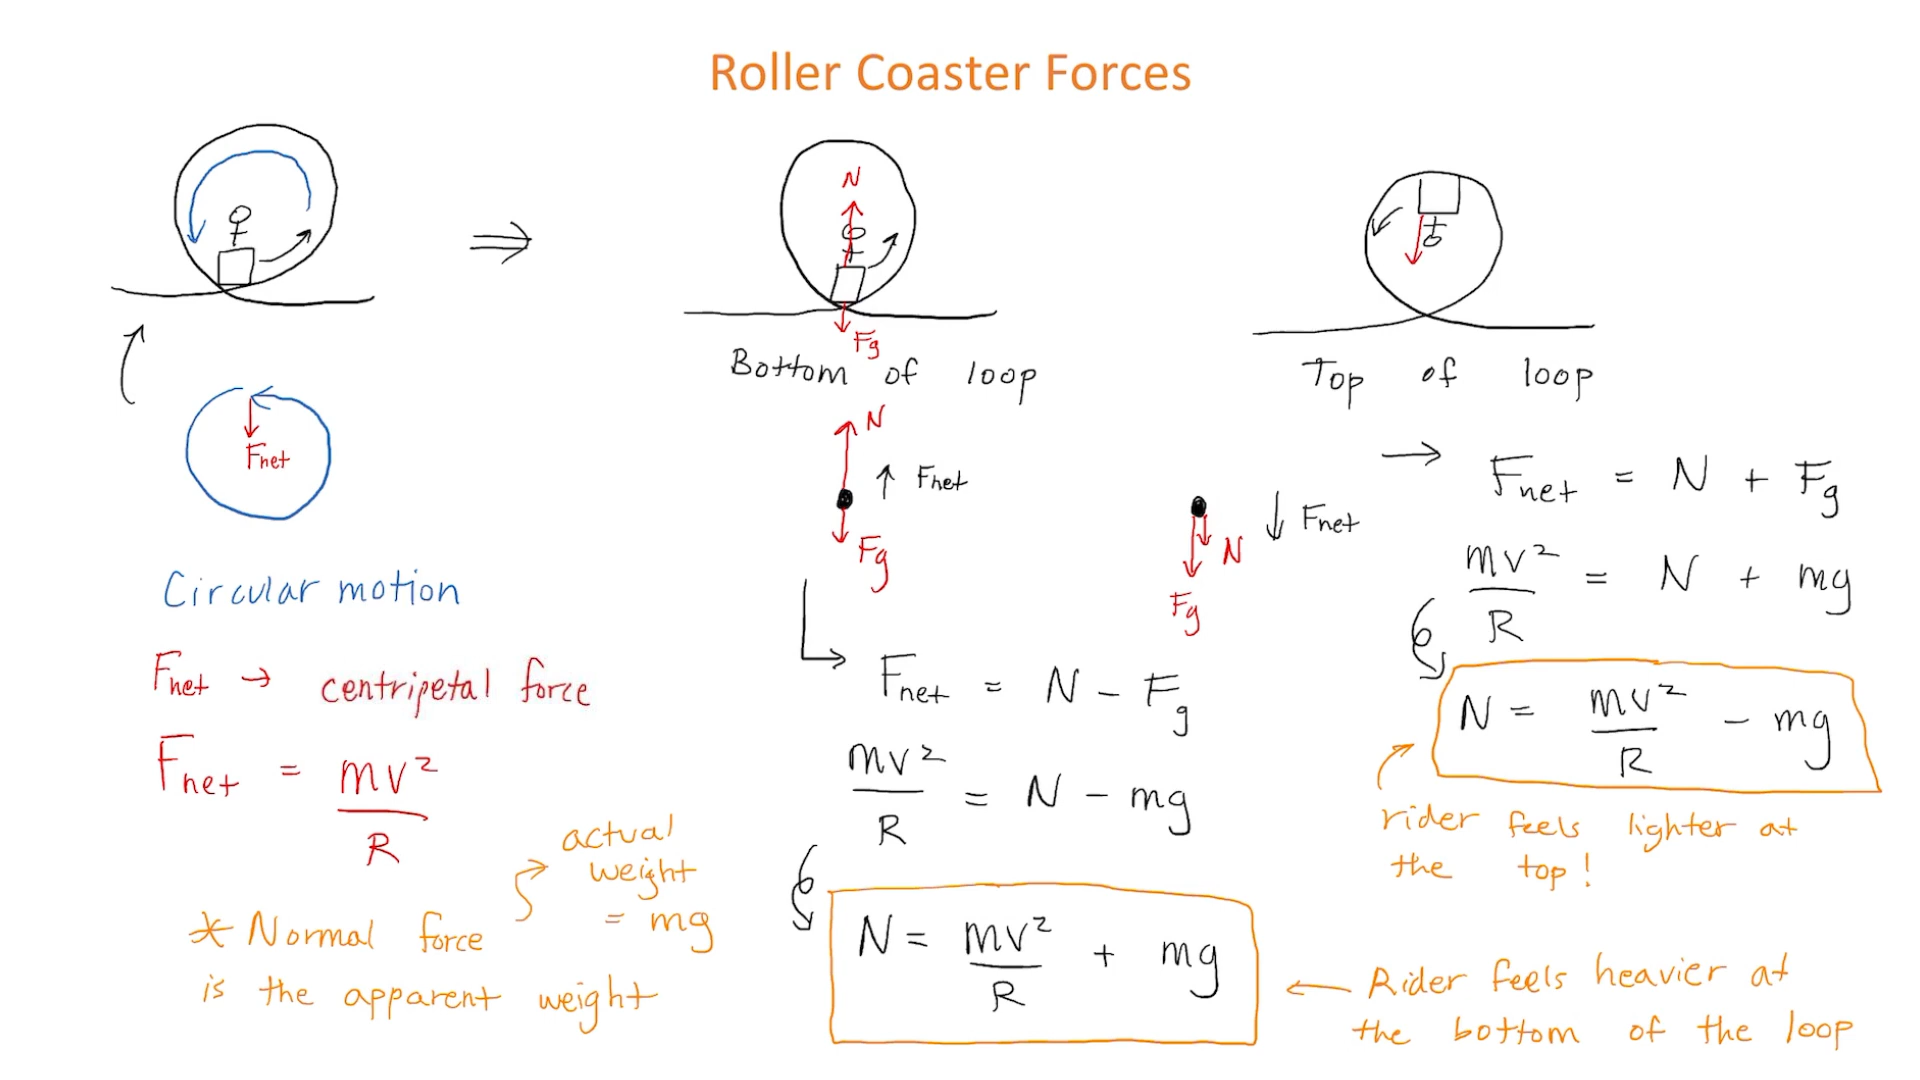 Roller Coaster Forces
Fnet
Circular motion
Fnet → centripetal force
Fnet = mv²/R
* Normal force
is the apparent weight
actual
weight
= mg
N
Fg
Bottom of loop
N
Fnet
Fg
Fnet = N - Fg
mv²/R = N - mg
N = mv²/R + mg
Rider feels heavier at
the bottom of the loop
Top of loop
Fnet
N
Fg
Fnet = N + Fg
mv²/R = N + mg
N = mv²/R - mg
rider feels lighter at
the top!